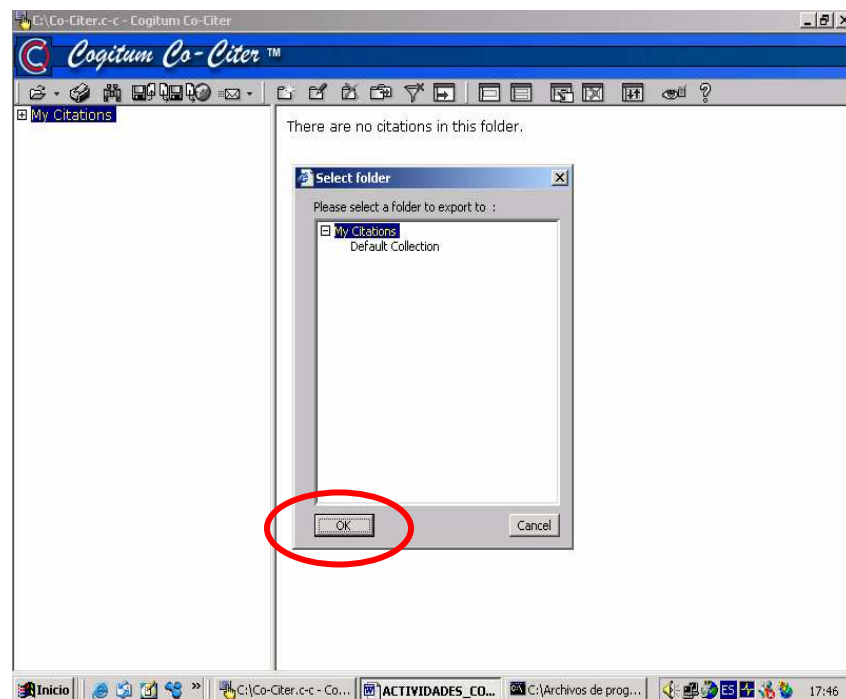 C:\Co-Citer.c-c - Cogitum Co-Citer
Cogitum Co-Citer ™
My Citations
There are no citations in this folder.
Select folder
Please select a folder to export to :
My Citations
Default Collection
OK
Cancel
Inicio
»
C:\Co-Citer.c-c - Co...
ACTIVIDADES_CO...
C:\Archivos de prog...
ES
17:46